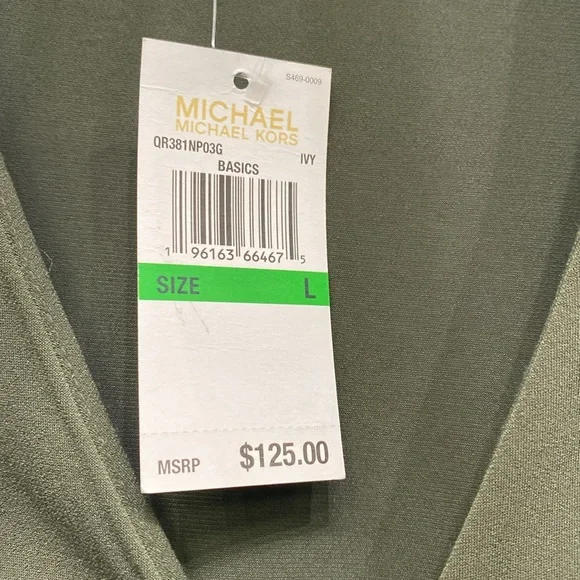 S469-0009
MICHAEL
MICHAEL KORS
QR381NP03G IVY
BASICS
1 96163 66467 5
SIZE L
MSRP $125.00